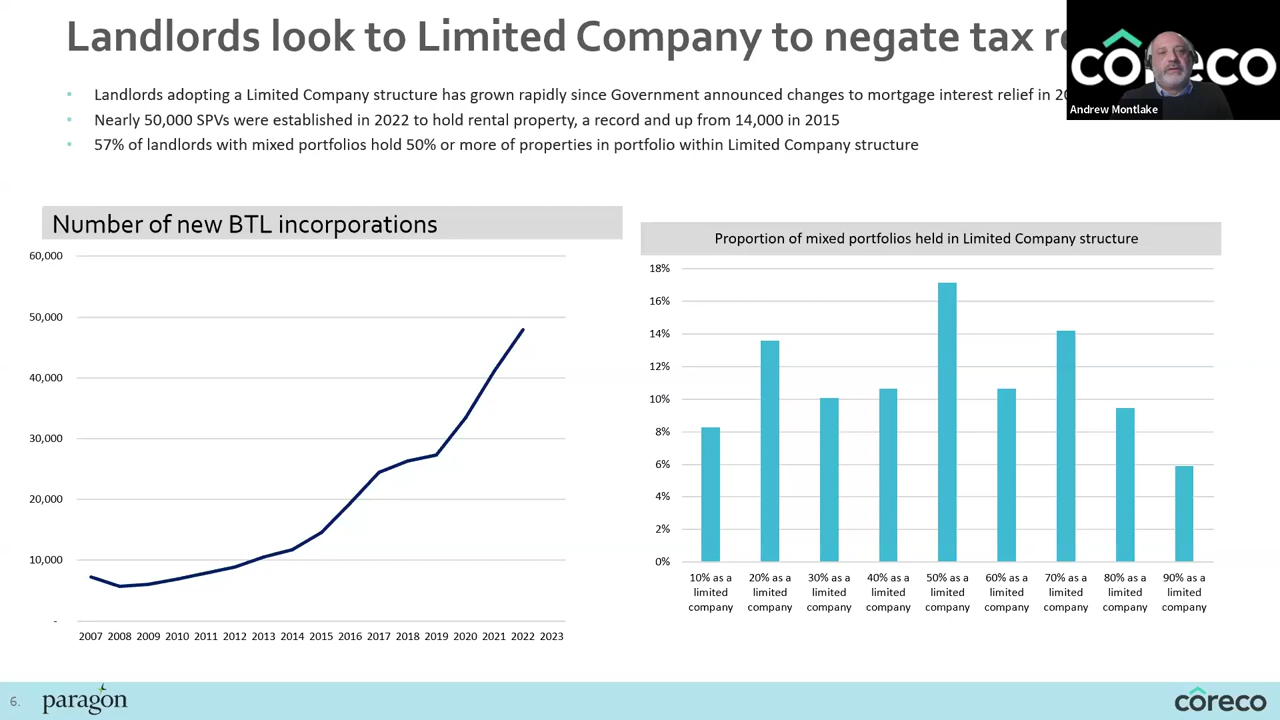 Landlords look to Limited Company to negate tax
côreco
Andrew Montlake
• Landlords adopting a Limited Company structure has grown rapidly since Government announced changes to mortgage interest relief in
• Nearly 50,000 SPVs were established in 2022 to hold rental property, a record and up from 14,000 in 2015
• 57% of landlords with mixed portfolios hold 50% or more of properties in portfolio within Limited Company structure
Number of new BTL incorporations
60,000
50,000
40,000
30,000
20,000
10,000
-
2007 2008 2009 2010 2011 2012 2013 2014 2015 2016 2017 2018 2019 2020 2021 2022 2023
Proportion of mixed portfolios held in Limited Company structure
18%
16%
14%
12%
10%
8%
6%
4%
2%
0%
10% as a limited company
20% as a limited company
30% as a limited company
40% as a limited company
50% as a limited company
60% as a limited company
70% as a limited company
80% as a limited company
90% as a limited company
6.
paragon
côreco